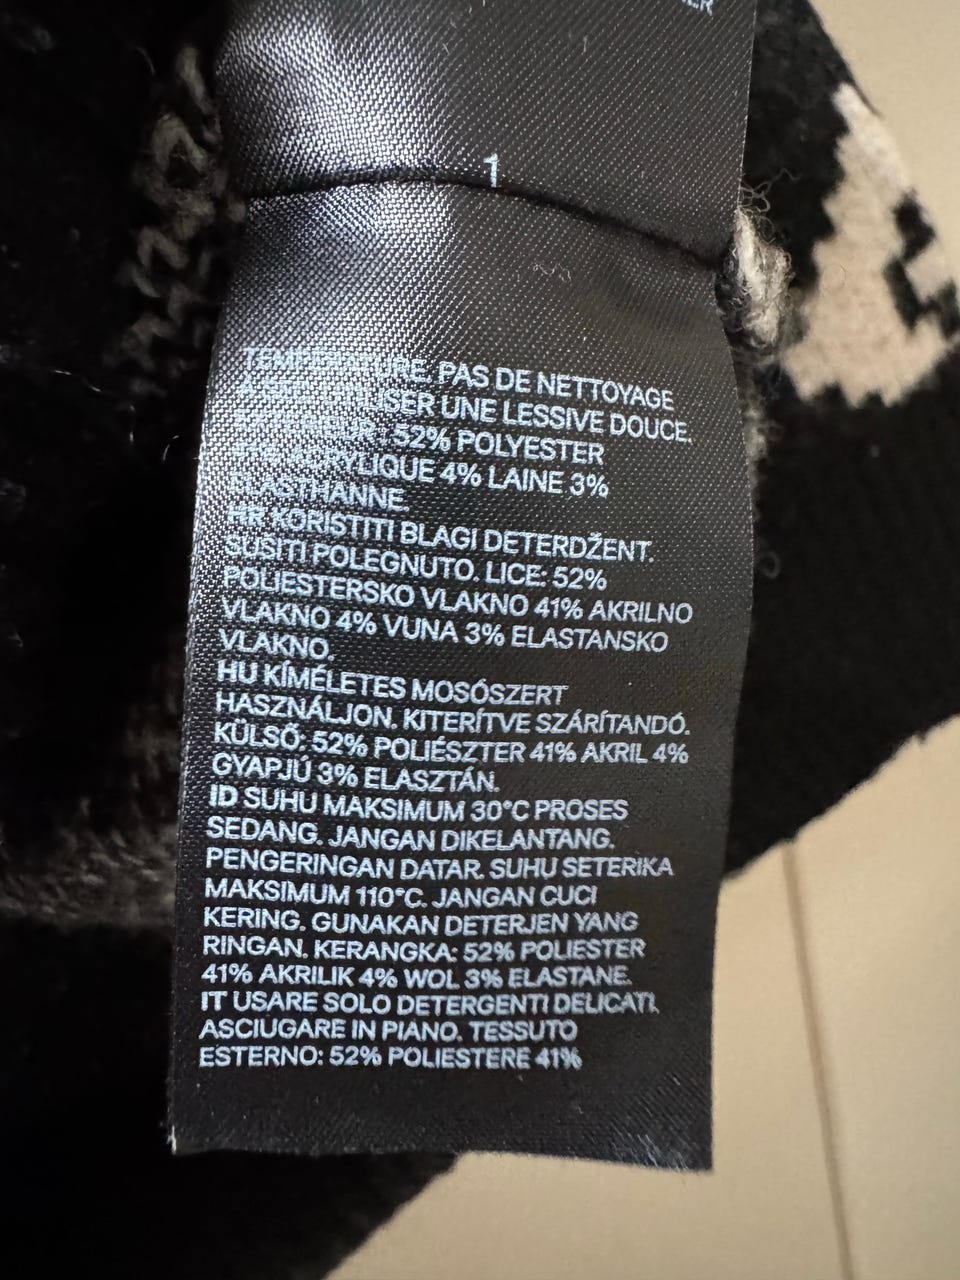 1
TEMPERATURE. PAS DE NETTOYAGE
UNE LESSIVE DOUCE.
52% POLYESTER
ACRYLIQUE 4% LAINE 3%
ELASTHANNE.
HR KORISTITI BLAGI DETERDŽENT.
SUŠITI POLEGNUTO. LICE: 52%
POLIESTERSKO VLAKNO 41% AKRILNO
VLAKNO 4% VUNA 3% ELASTANSKO
VLAKNO.
HU KÍMÉLETES MOSÓSZERT
HASZNÁLJON. KITERÍTVE SZÁRÍTANDÓ.
KÜLSŐ: 52% POLIÉSZTER 41% AKRIL 4%
GYAPJÚ 3% ELASZTÁN.
ID SUHU MAKSIMUM 30°C PROSES
SEDANG. JANGAN DIKELANTANG.
PENGERINGAN DATAR. SUHU SETERIKA
MAKSIMUM 110°C. JANGAN CUCI
KERING. GUNAKAN DETERJEN YANG
RINGAN. KERANGKA: 52% POLIESTER
41% AKRILIK 4% WOL 3% ELASTANE.
IT USARE SOLO DETERGENTI DELICATI.
ASCIUGARE IN PIANO. TESSUTO
ESTERNO: 52% POLIESTERE 41%